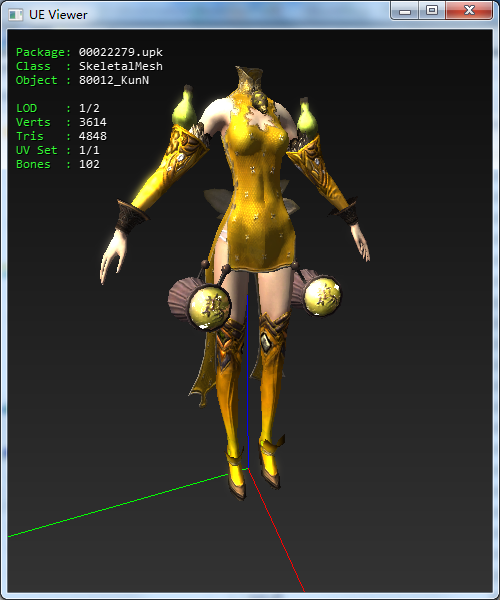 UE Viewer
Package: 00022279.upk
Class : SkeletalMesh
Object : 80012_KunN
LOD : 1/2
Verts : 3614
Tris : 4848
UV Set : 1/1
Bones : 102